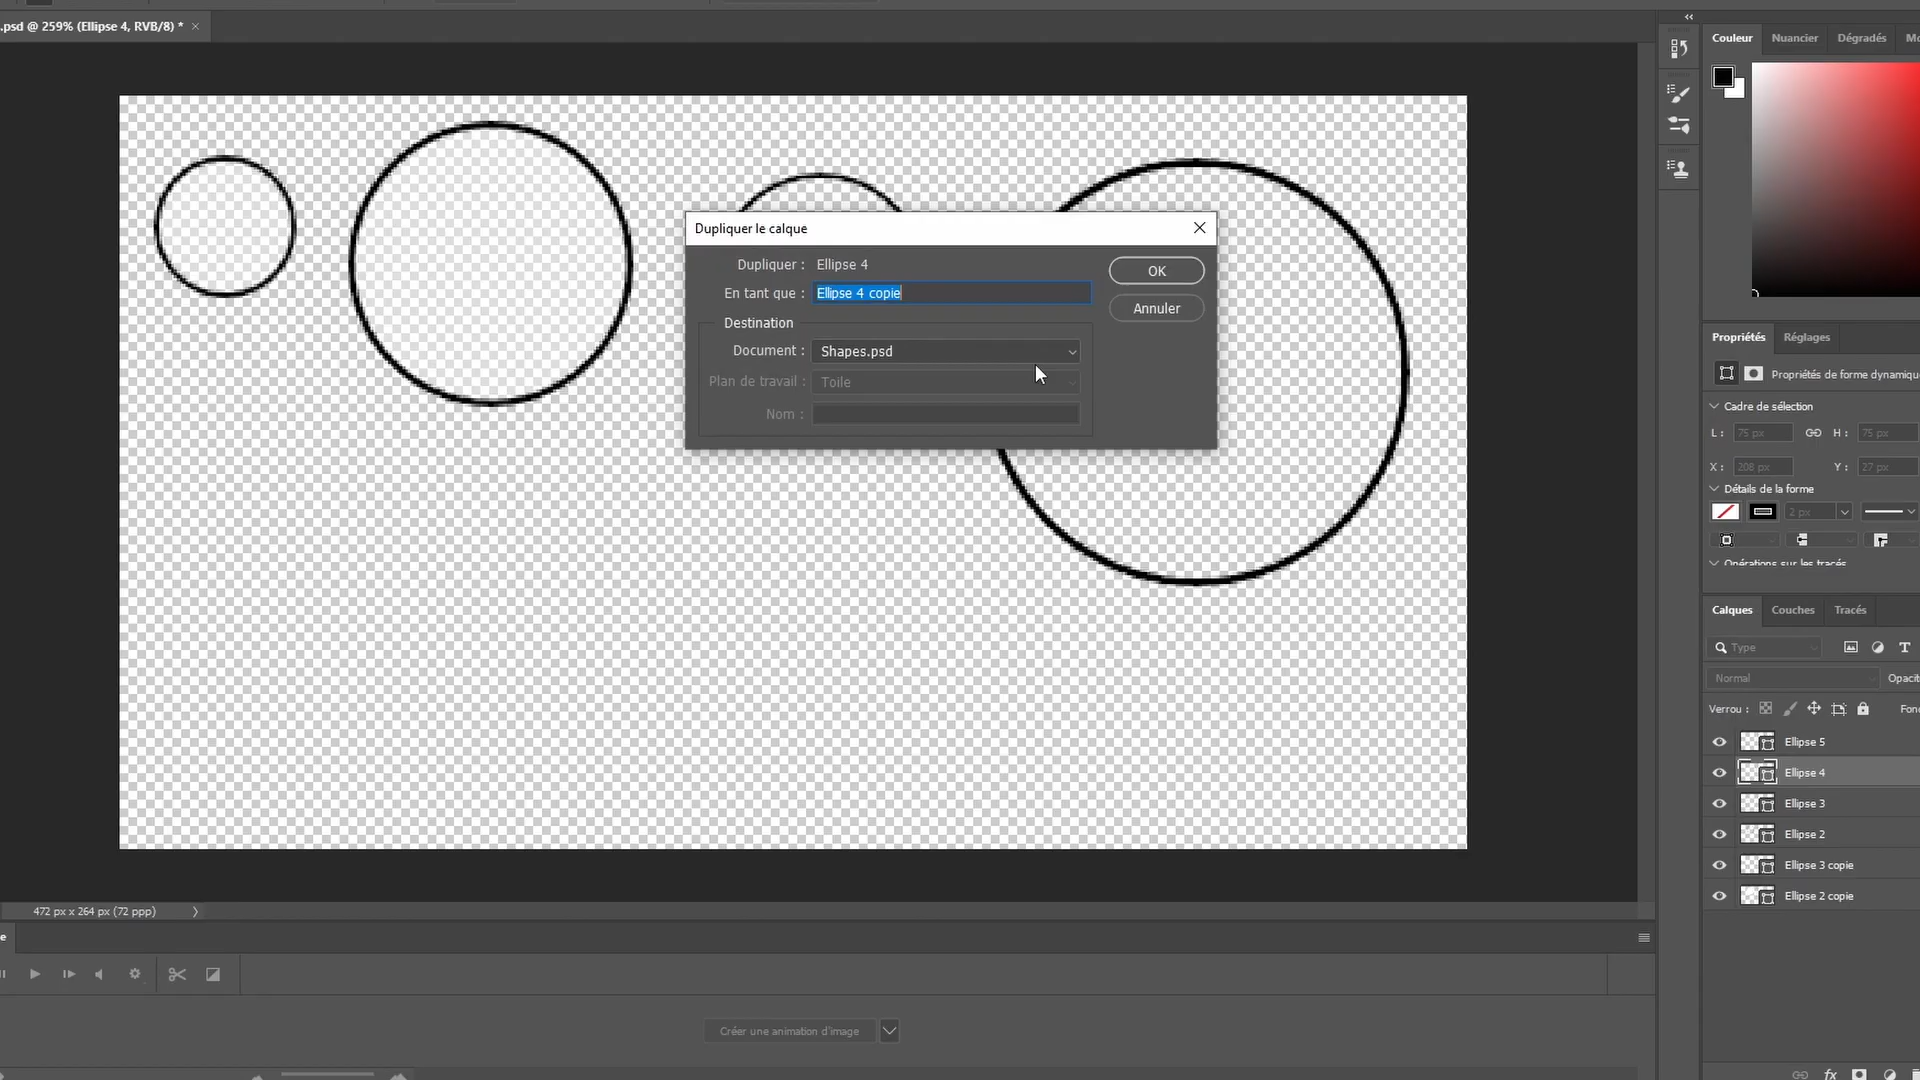 .psd @ 259% (Ellipse 4, RVB/8) *
Couleur Nuancier Dégradés
Dupliquer le calque
Dupliquer : Ellipse 4
En tant que : Ellipse 4 copie
OK
Annuler
Destination
Document : Shapes.psd
Plan de travail : Toile
Nom :
Propriétés Réglages
Propriétés de forme dynamique
Cadre de sélection
L : 75 px H : 75 px
X : 208 px Y : 27 px
Détails de la forme
2 px
Opérations sur les tracés
Calques Couches Tracés
Type
Normal Opacit
Verrou : Fond
Ellipse 5
Ellipse 4
Ellipse 3
Ellipse 2
Ellipse 3 copie
Ellipse 2 copie
fx
472 px x 264 px (72 ppp)
e
Créer une animation d'image